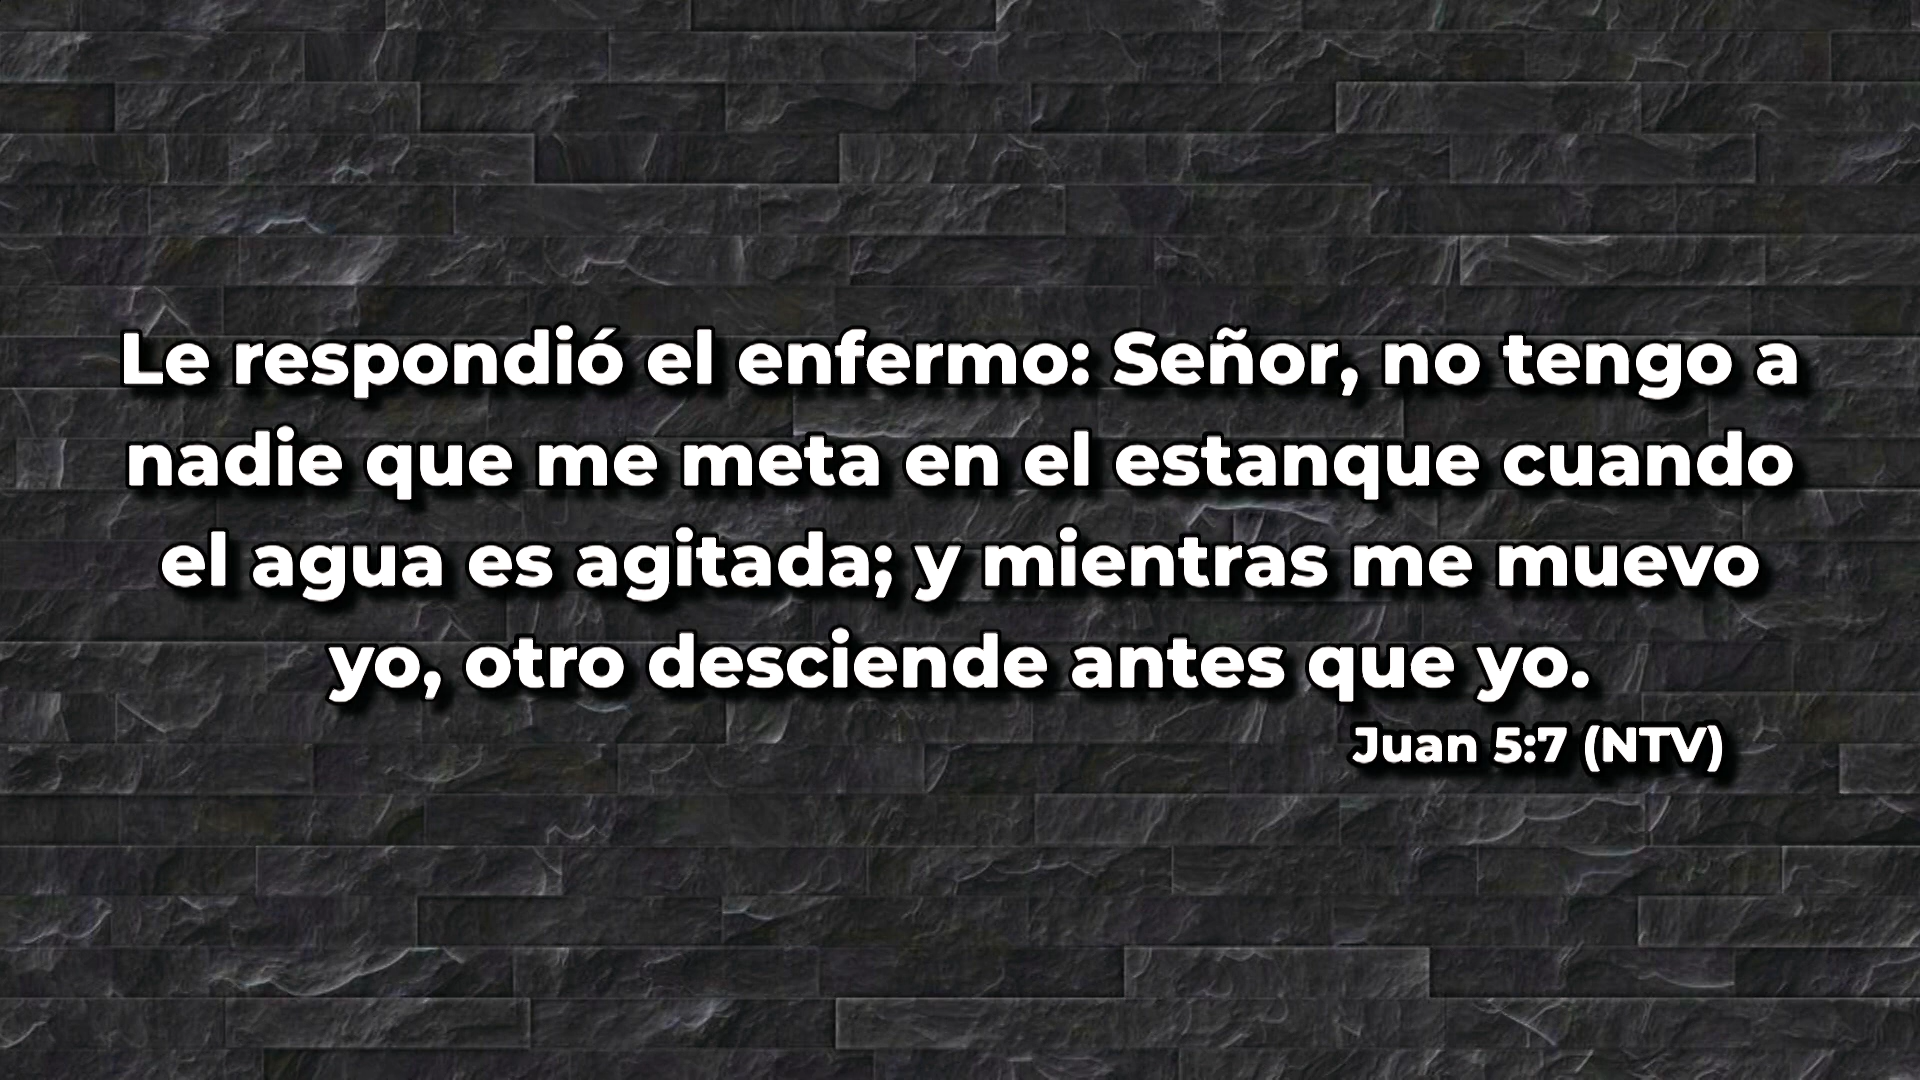 Le respondió el enfermo: Señor, no tengo a
nadie que me meta en el estanque cuando
el agua es agitada; y mientras me muevo
yo, otro desciende antes que yo.
Juan 5:7 (NTV)